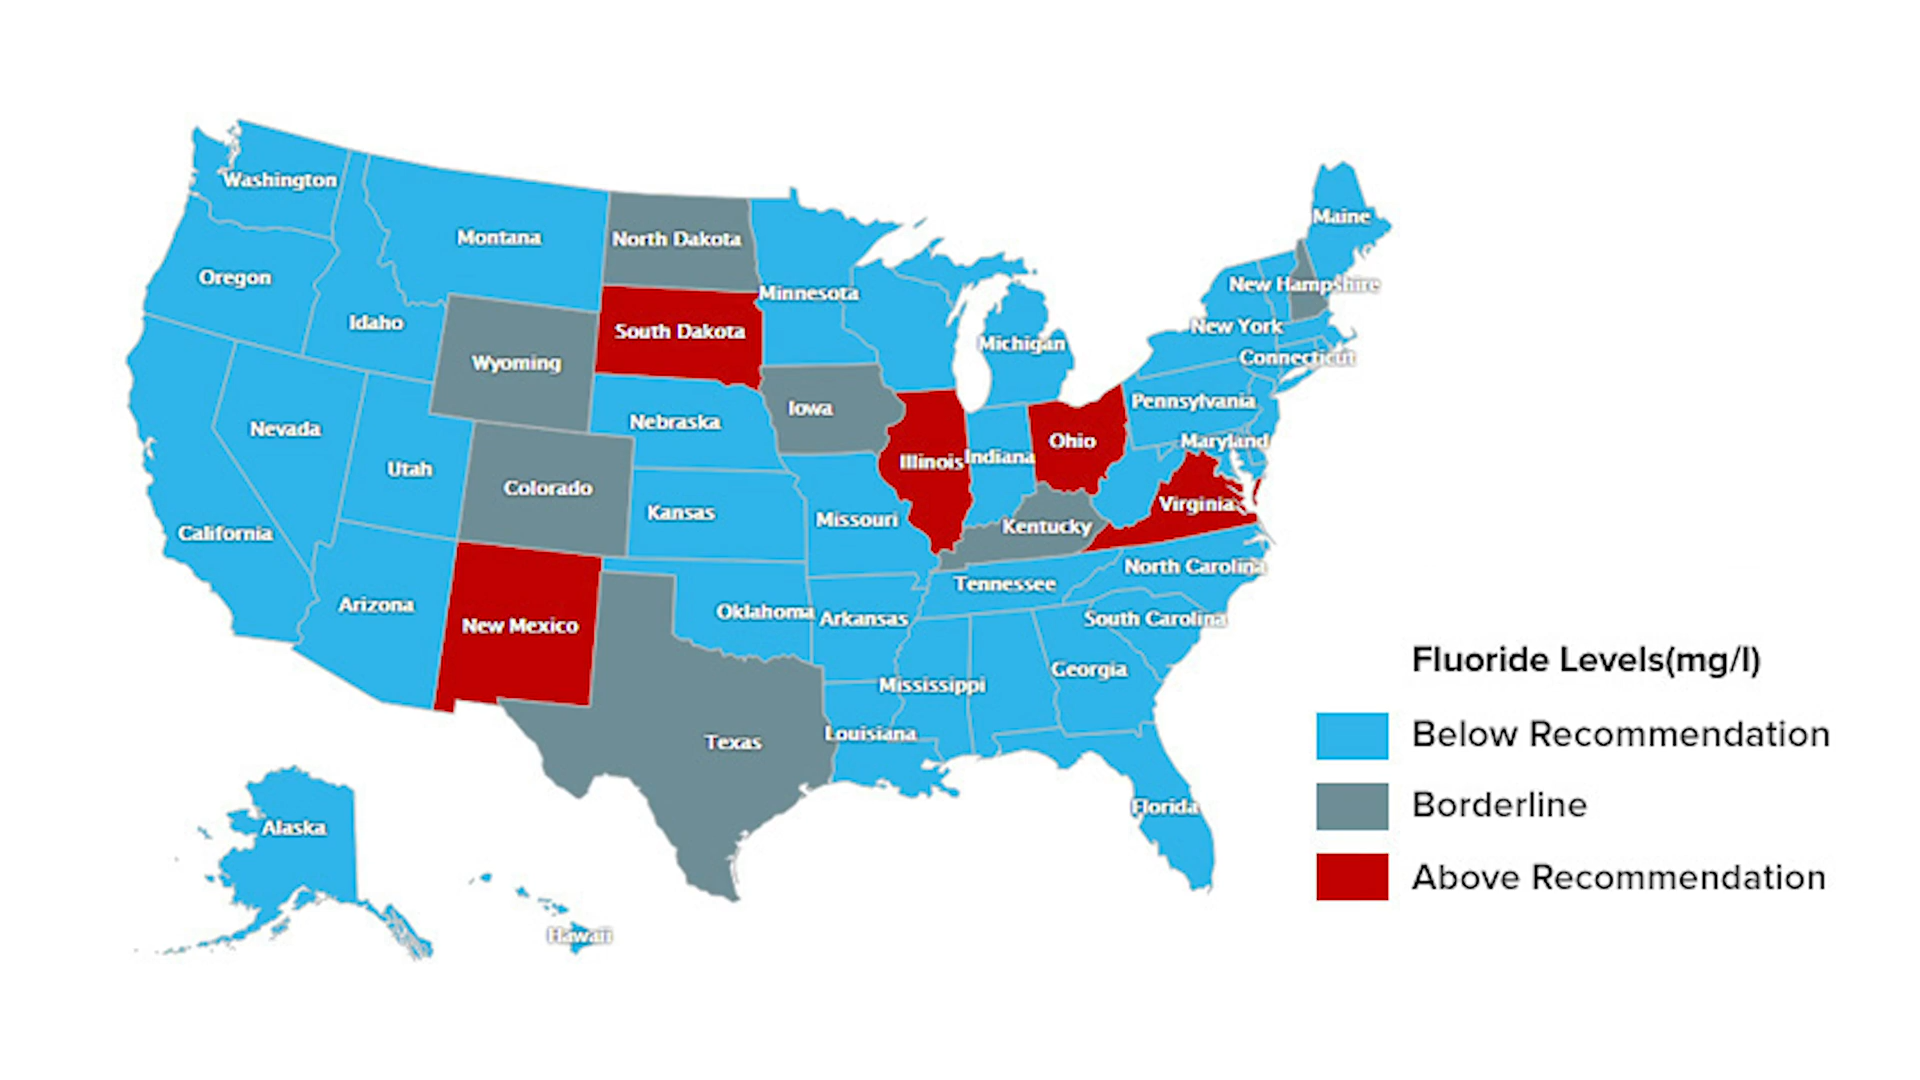 Washington
Montana
North Dakota
Maine
Oregon
Minnesota
New Hampshire
Idaho
South Dakota
New York
Wyoming
Michigan
Connecticut
Nevada
Nebraska
Iowa
Pennsylvania
Utah
Colorado
Illinois
Indiana
Ohio
Maryland
California
Kansas
Missouri
Kentucky
Virginia
Arizona
New Mexico
Oklahoma
Arkansas
Tennessee
North Carolina
South Carolina
Texas
Louisiana
Mississippi
Georgia
Florida
Alaska
Hawaii
Fluoride Levels(mg/l)
Below Recommendation
Borderline
Above Recommendation